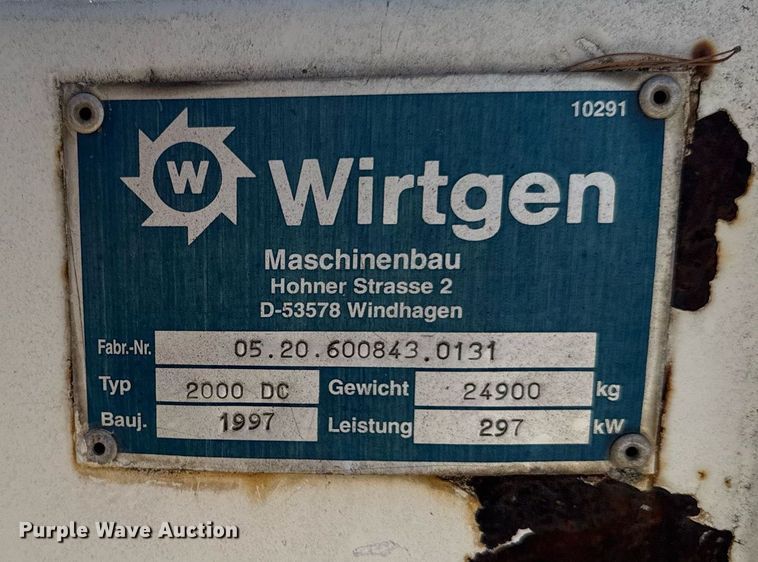 10291
W Wirtgen
Maschinenbau
Hohner Strasse 2
D-53578 Windhagen
Fabr.-Nr. 05.20.600843.0131
Typ 2000 DC Gewicht 24900 kg
Bauj. 1997 Leistung 297 kW
Purple Wave Auction